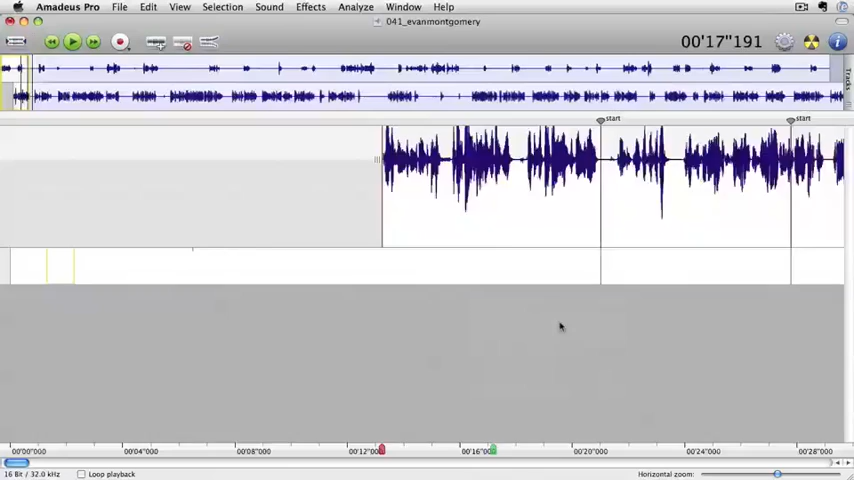 Amadeus Pro File Edit View Selection Sound Effects Analyze Window Help
041_evanmontgomery
00'17"191
Tracks
start start
00'00"000 00'04"000 00'08"000 00'12"000 00'16"000 00'20"000 00'24"000 00'28"000
16 Bit / 32.0 kHz Loop playback Horizontal zoom: